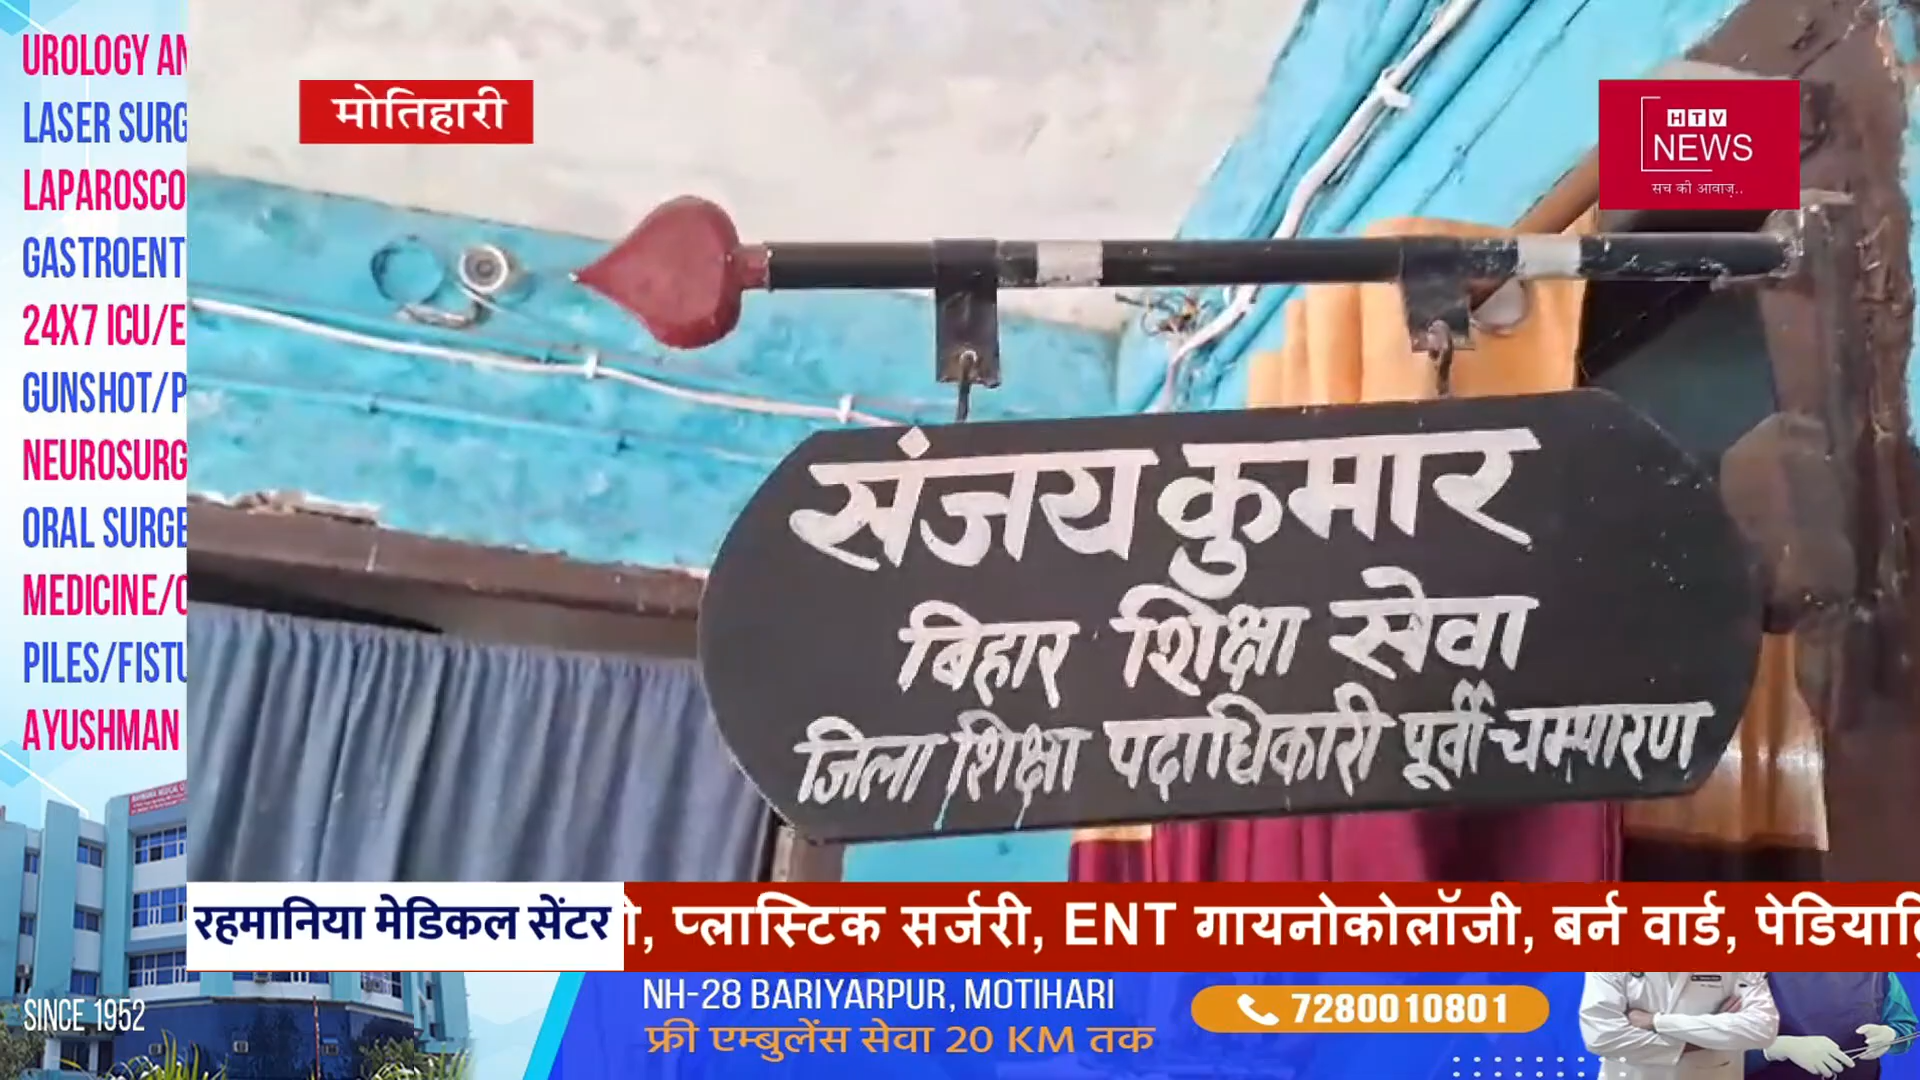 UROLOGY
LASER
LAPAROSCO
GASTROENT
24X7 ICU/E
GUNSHOT/P
NEUROSURG
ORAL SURGE
MEDICINE/
PILES/FISTU
AYUSHMAN
SINCE 1952
मोतिहारी
HTV
NEWS
सच की आवाज़..
संजय कुमार
बिहार शिक्षा सेवा
जिला शिक्षा पदाधिकारी पूर्वी चम्पारण
रहमानिया मेडिकल सेंटर
, प्लास्टिक सर्जरी, ENT गायनोकोलॉजी, बर्न वार्ड,
NH-28 BARIYARPUR, MOTIHARI
7280010801
फ्री एम्बुलेंस सेवा 20 KM तक